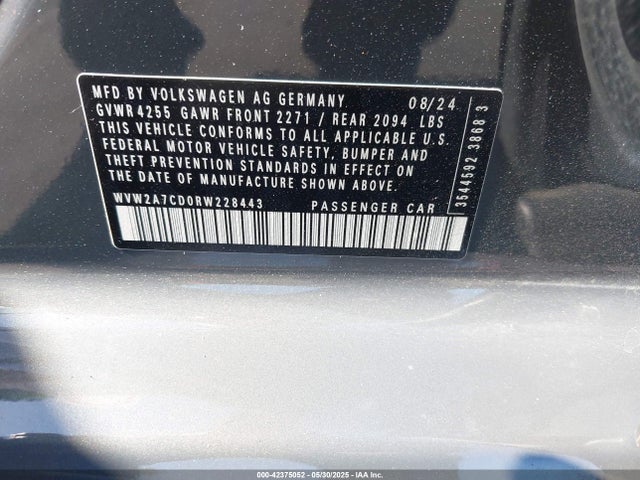 MFD BY VOLKSWAGEN AG GERMANY 08/24
GVWR 4255 GAWR FRONT 2271 / REAR 2094 LBS
THIS VEHICLE CONFORMS TO ALL APPLICABLE U.S.
FEDERAL MOTOR VEHICLE SAFETY, BUMPER AND
THEFT PREVENTION STANDARDS IN EFFECT ON
THE DATE OF MANUFACTURE SHOWN ABOVE.
WVW2A7CD0RW228443 PASSENGER CAR
3544592 3868 3
000-42375052 - 05/30/2025 - IAA Inc.